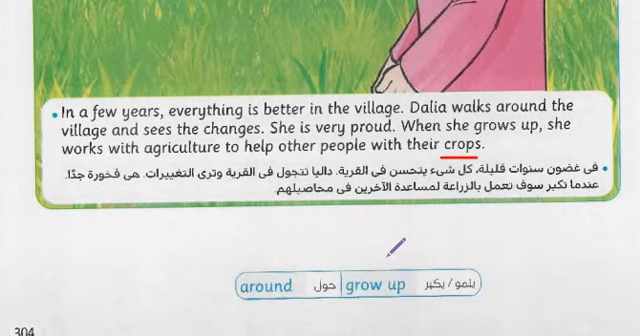 • In a few years, everything is better in the village. Dalia walks around the
village and sees the changes. She is very proud. When she grows up, she
works with agriculture to help other people with their crops.
• فى غضون سنوات قليلة، كل شىء يتحسن فى القرية. داليا تتجول فى القرية وترى التغييرات. هى فخورة جدًا.
عندما تكبر سوف تعمل بالزراعة لمساعدة الآخرين فى محاصيلهم.
around حول grow up ينمو / يكبر
304